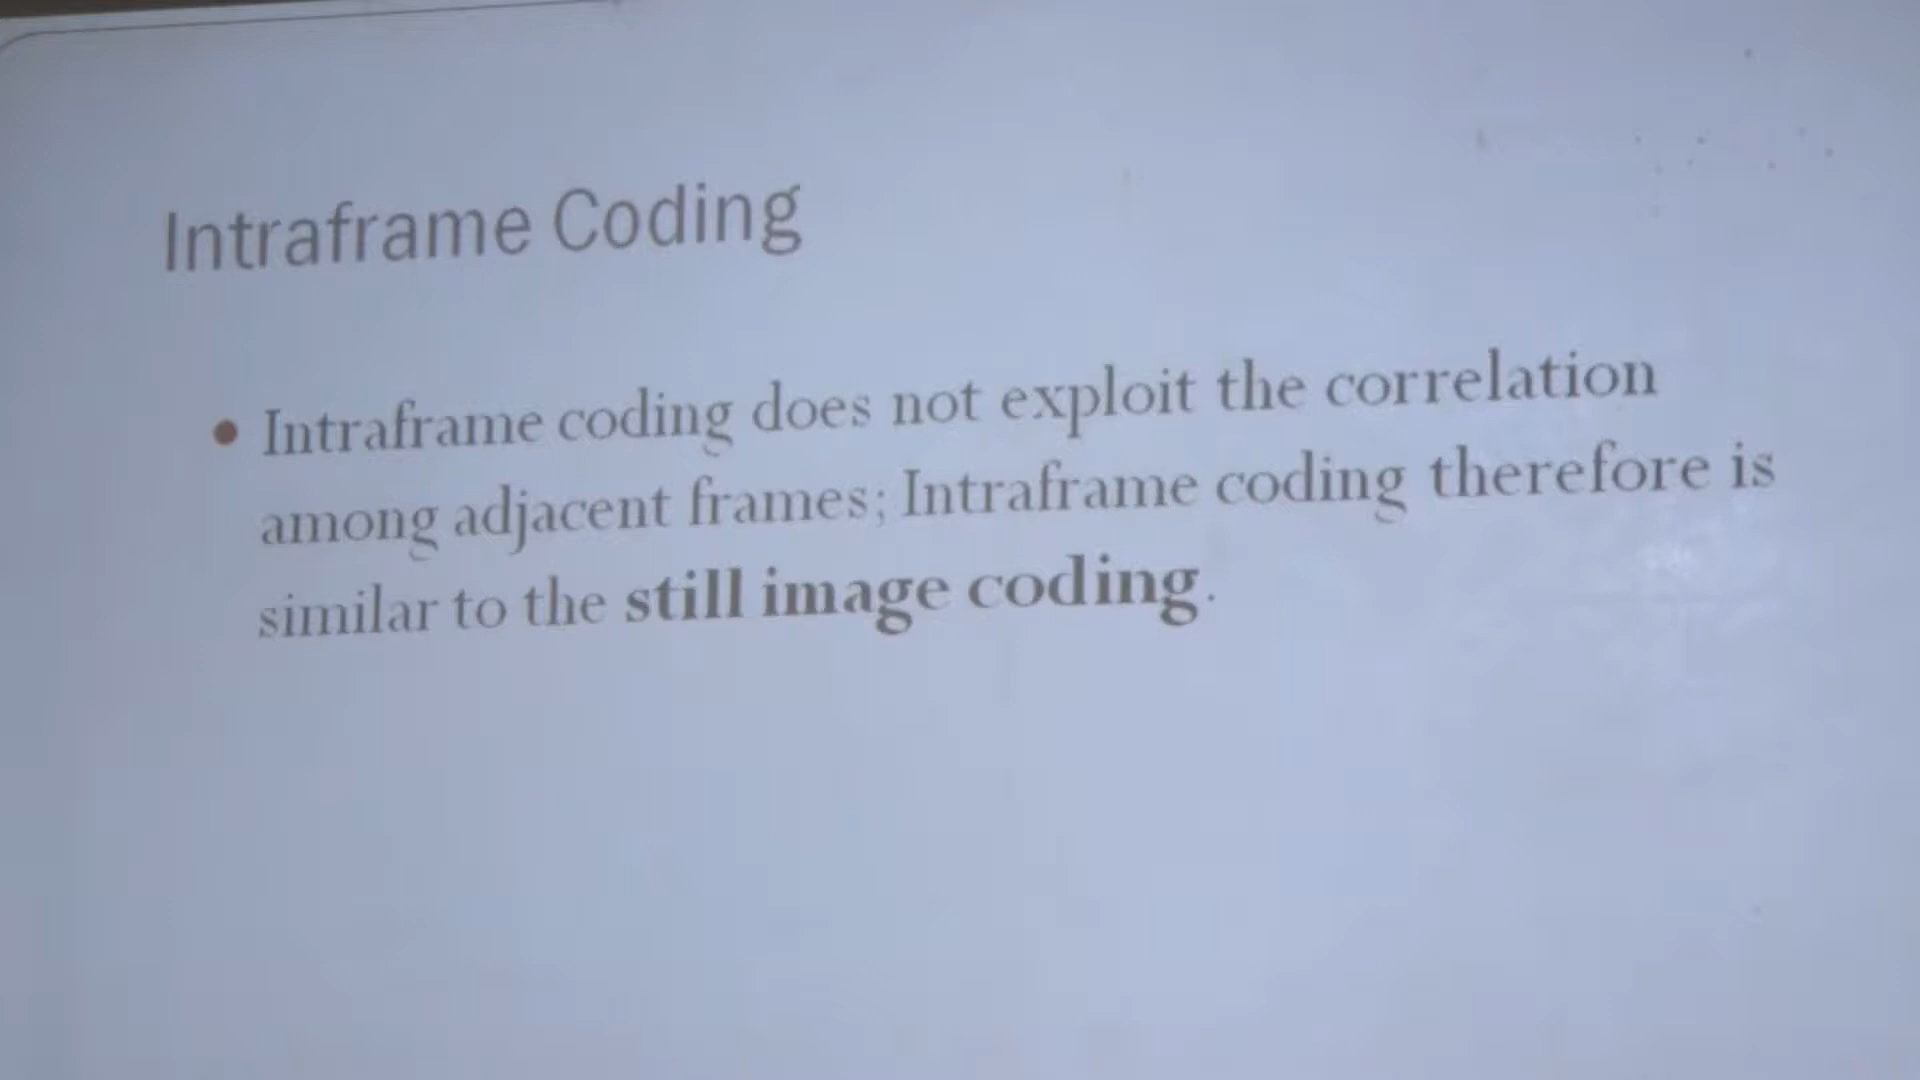 Intraframe Coding
• Intraframe coding does not exploit the correlation
among adjacent frames; Intraframe coding therefore is
similar to the still image coding.